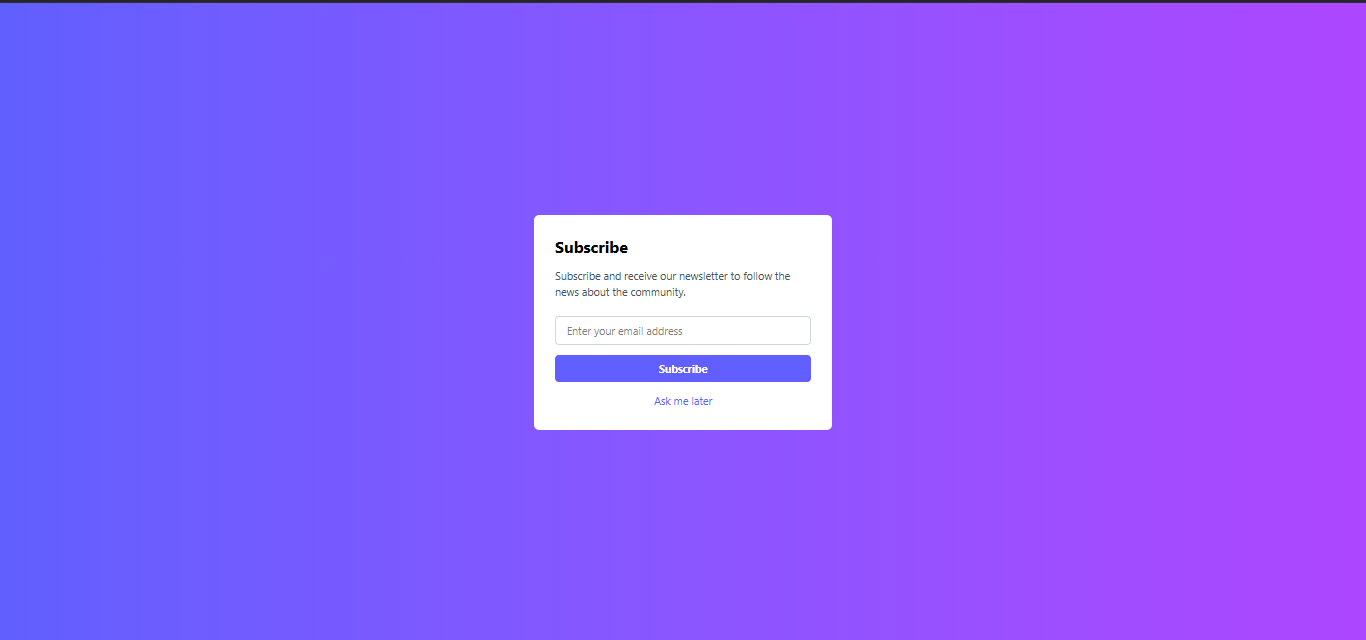 Subscribe
Subscribe and receive our newsletter to follow the
news about the community.
Enter your email address
Subscribe
Ask me later